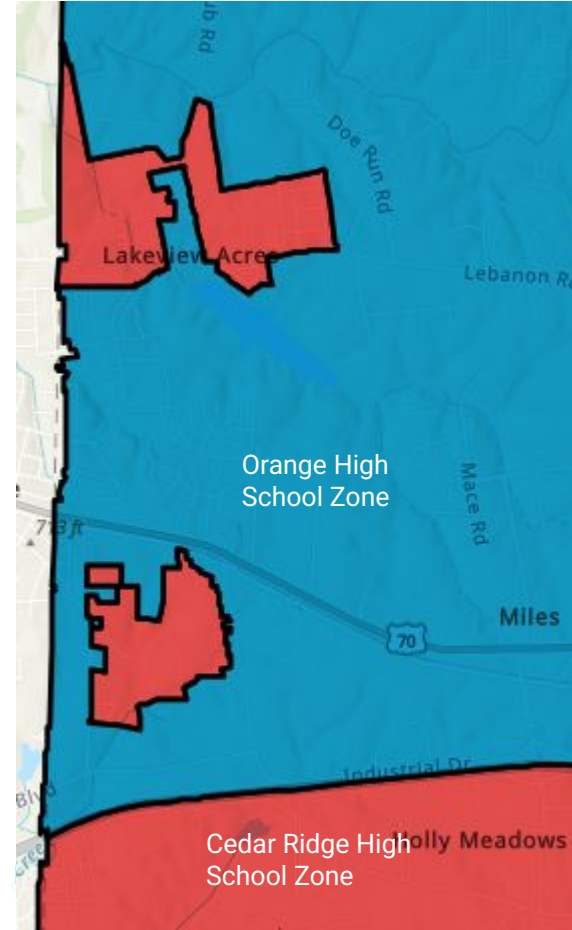 Doe Run Rd
Lakeview Acres
Lebanon
Orange High
School Zone
Mace Rd
713 ft
Miles
70
Industrial Dr
Blvd
Cedar Ridge High
School Zone
Holly Meadows
Creek